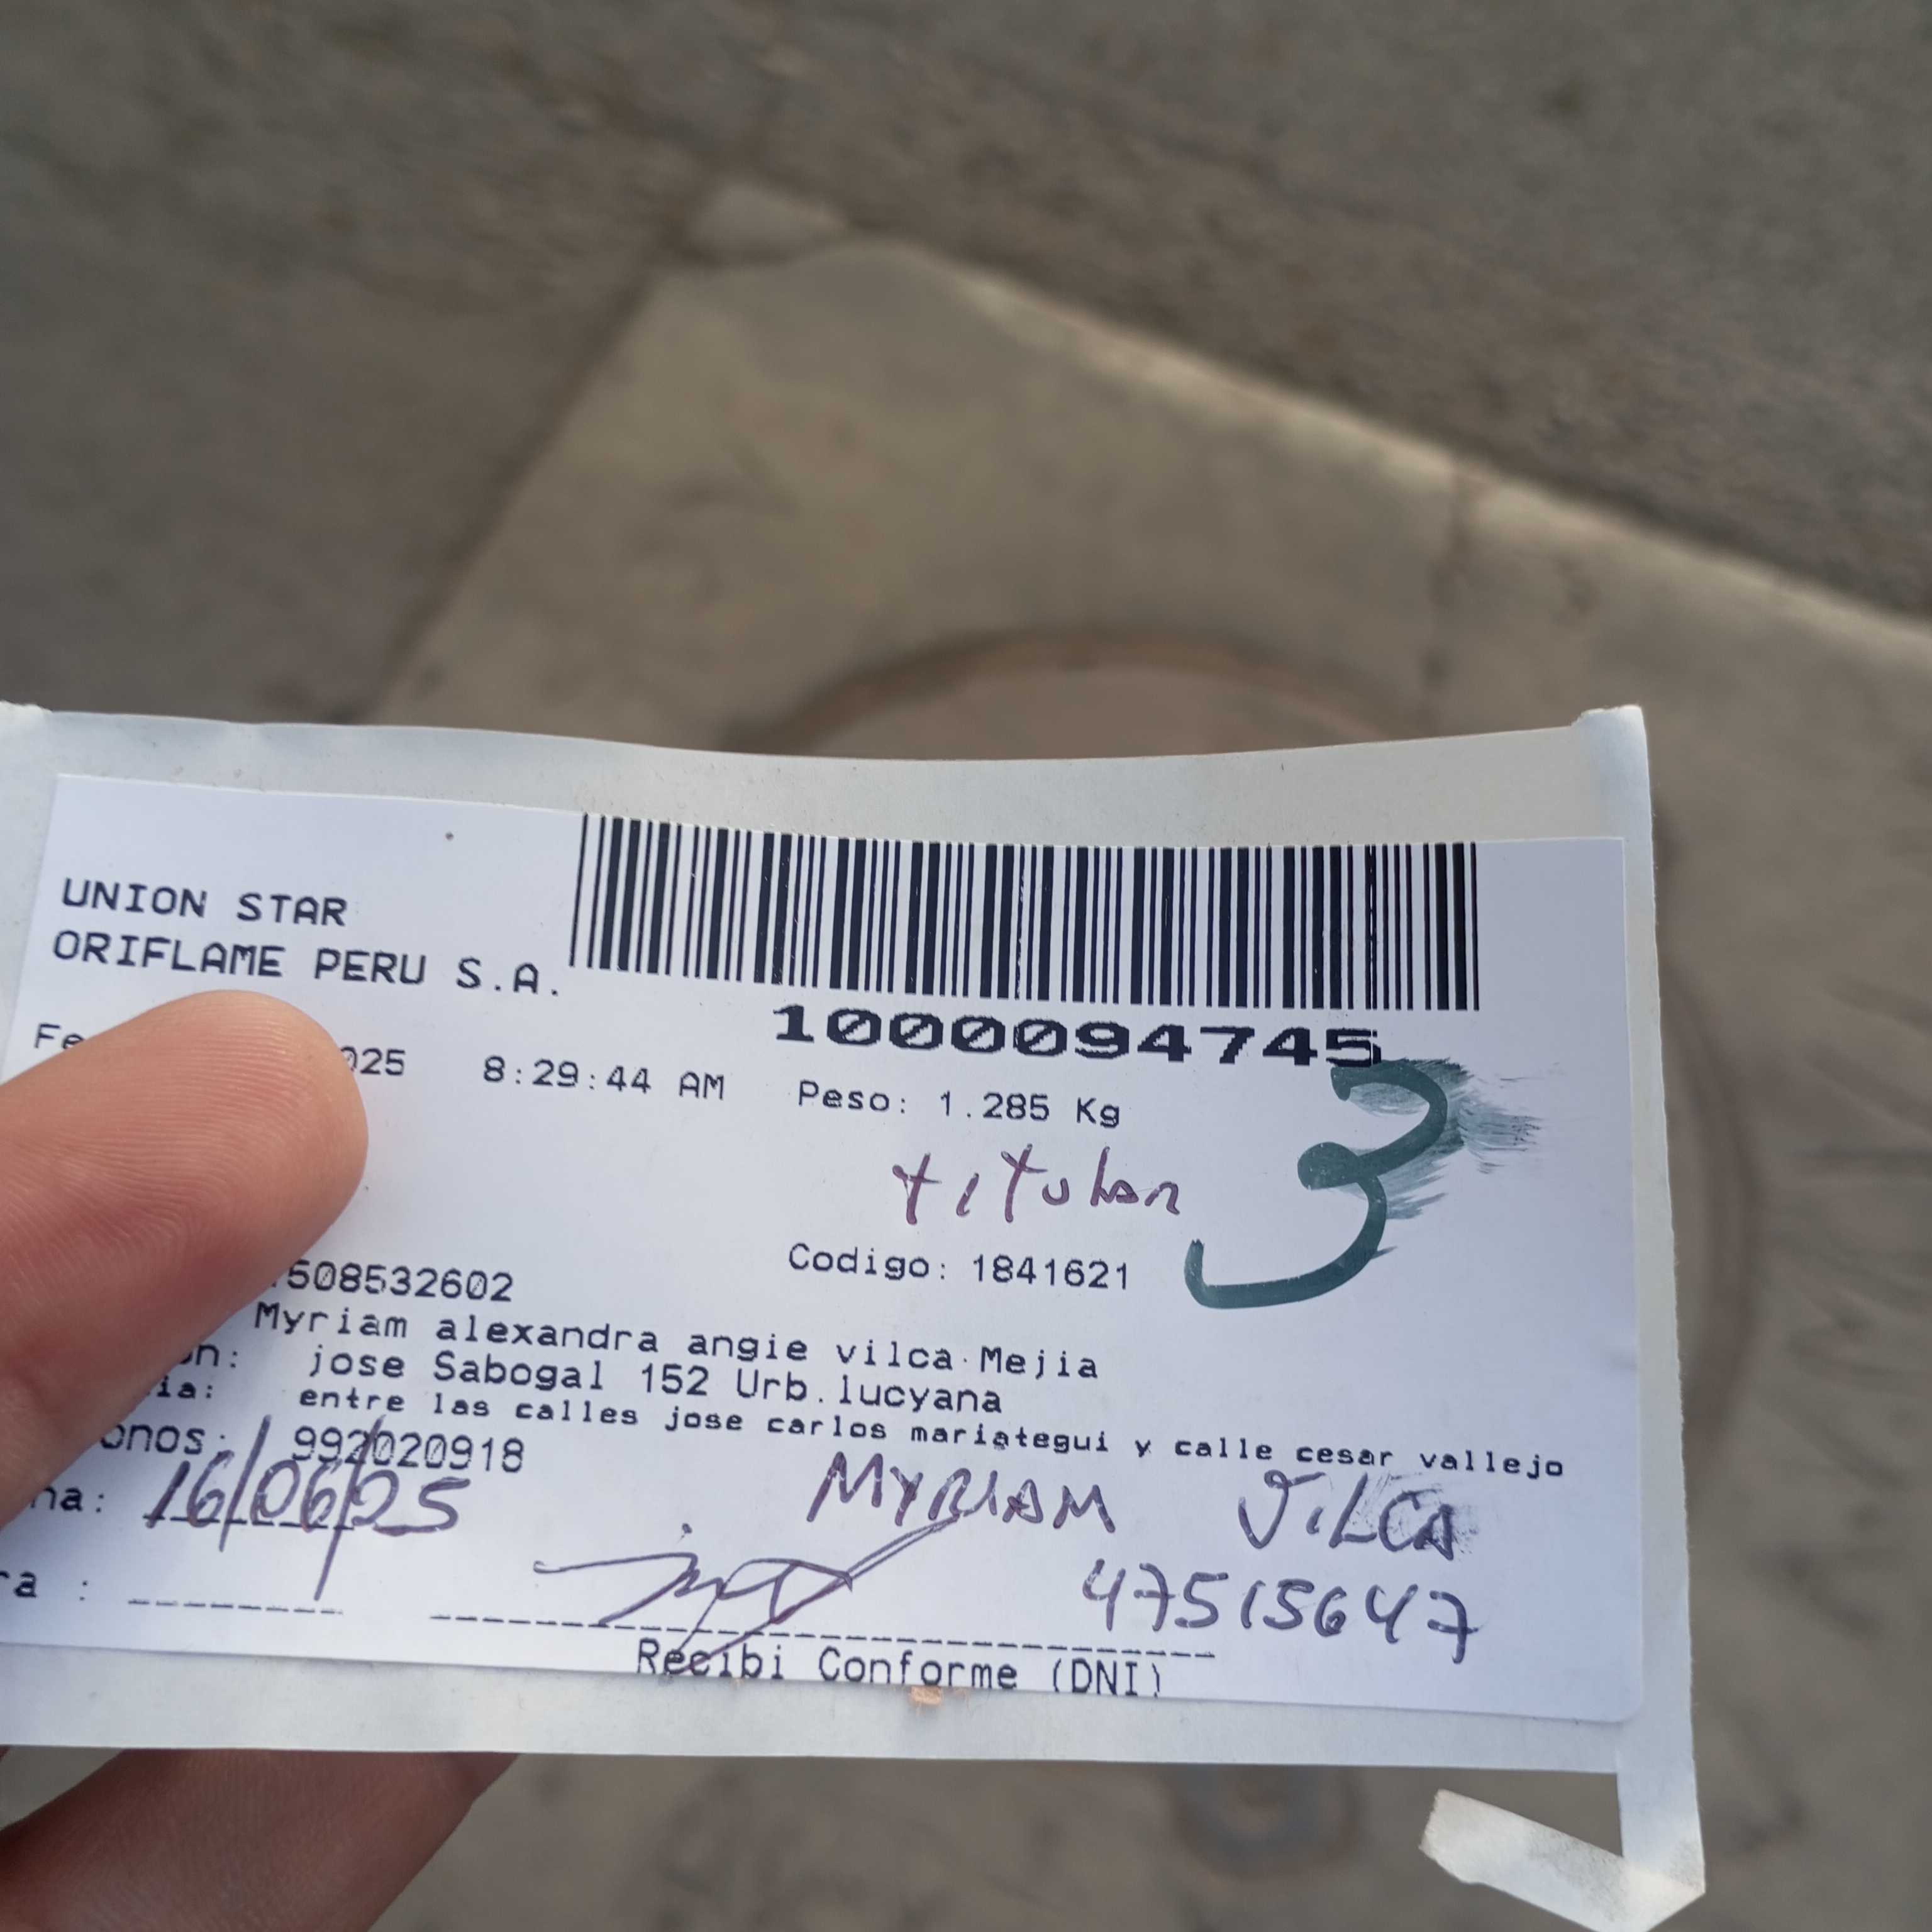 UNION STAR
ORIFLAME PERU S.A.
1000094745
Fe 025 8:29:44 AM Peso: 1.285 Kg
titular
3
508532602 Codigo: 1841621
Myriam alexandra angie vilca Mejia
on: jose Sabogal 152 Urb.lucyana
ia: entre las calles jose carlos mariategui y calle cesar vallejo
onos: 992020918
ha: 16/06/25 MYRIAM VILCA
ra : 47515647
Recibi Conforme (DNI)